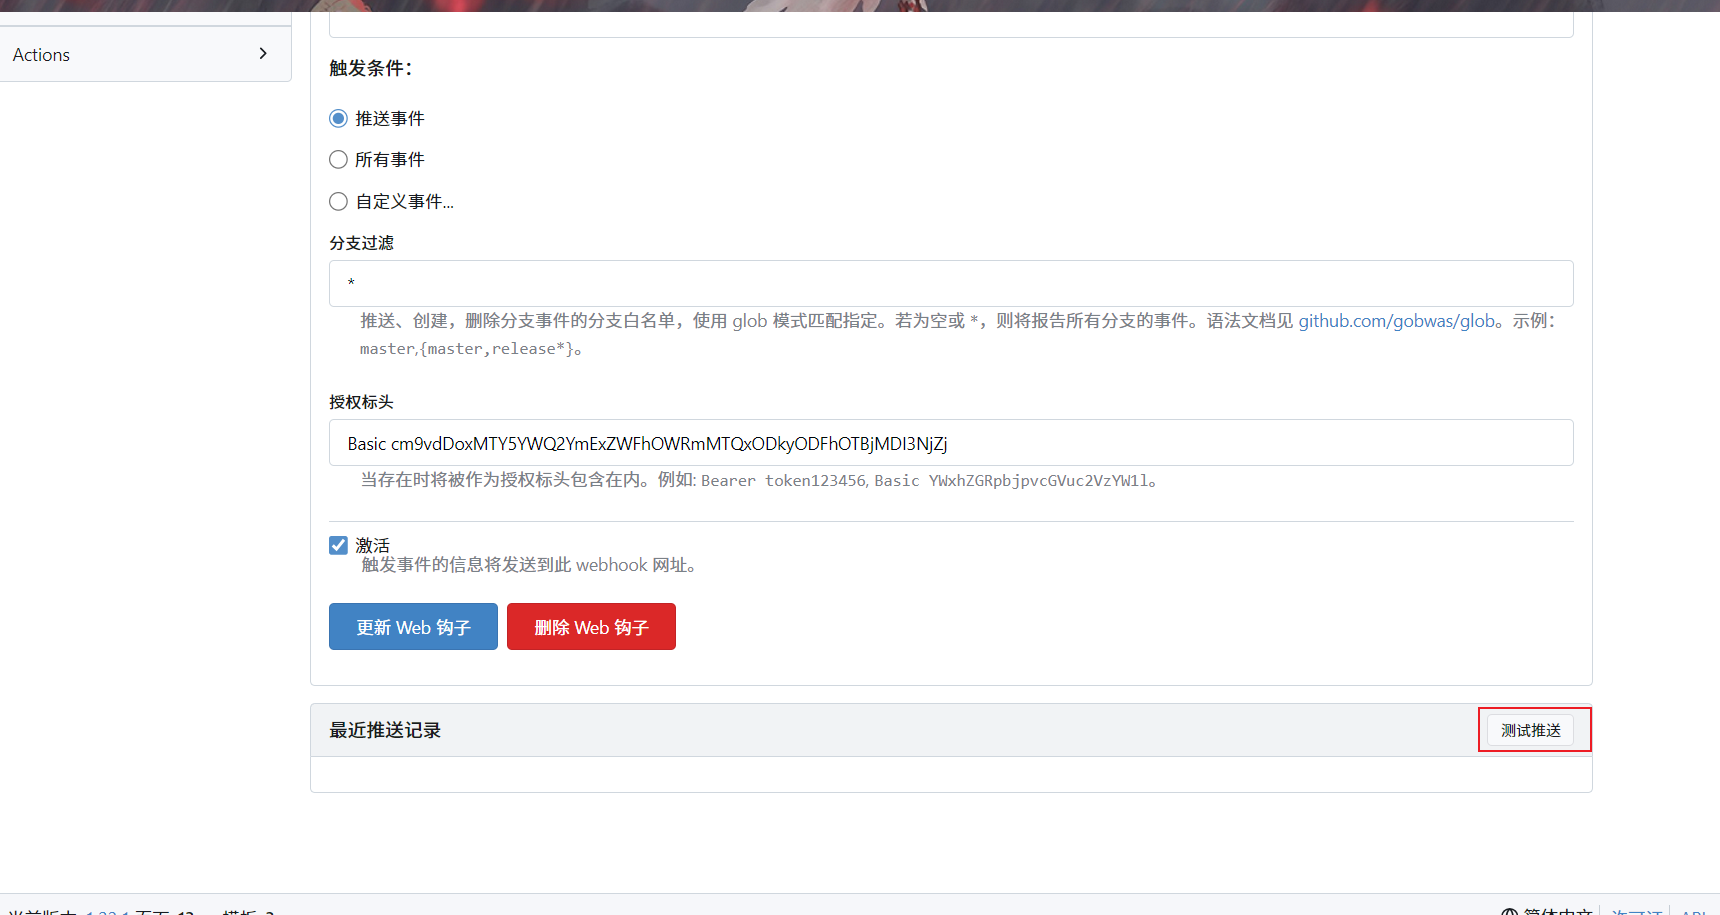 Actions
触发条件：
推送事件
所有事件
自定义事件...
分支过滤
*
推送、创建，删除分支事件的分支白名单，使用 glob 模式匹配指定。若为空或 *，则将报告所有分支的事件。语法文档见 github.com/gobwas/glob。示例：
master,{master,release*}。
授权标头
Basic cm9vdDoxMTY5YWQ2YmExZWFhOWRmMTQxODkyODFhOTBjMDI3NjZj
当存在时将被作为授权标头包含在内。例如: Bearer token123456, Basic YWxhZGRpbjpvcGVuc2VzYW1l。
激活
触发事件的信息将发送到此 webhook 网址。
更新 Web 钩子 删除 Web 钩子
最近推送记录 测试推送
简体中文 许可证 API